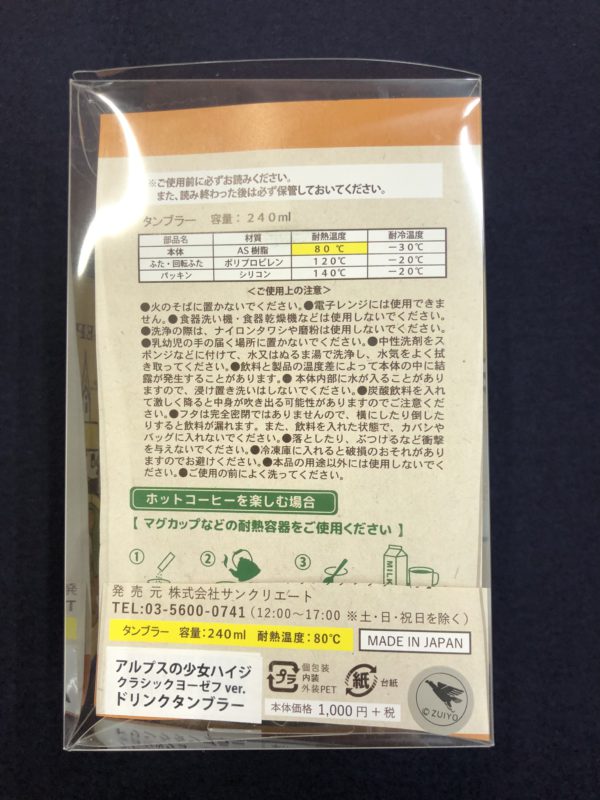 ※ご使用前に必ずお読みください。
また、読み終わった後は必ず保管しておいてください。
タンブラー 容量：240ml
部品名 材質 耐熱温度 耐冷温度
本体 AS樹脂 80℃ −30℃
ふた・回転ふた ポリプロピレン 120℃ −20℃
パッキン シリコン 140℃ −20℃
＜ご使用上の注意＞
●火のそばに置かないでください。●電子レンジには使用できま
せん。●食器洗い機・食器乾燥機などは使用しないでください。
●洗浄の際は、ナイロンタワシや磨粉は使用しないでください。
●乳幼児の手の届く場所に置かないでください。●中性洗剤をス
ポンジなどに付けて、水又はぬるま湯で洗浄し、水気をよく拭
き取ってください。●飲料と製品の温度差によって本体の中に結
露が発生することがあります。●本体内部に水が入ることがあり
ますので、浸け置き洗いはしないでください。●炭酸飲料を入れ
て激しく降ると中身が吹き出る可能性がありますのでご注意くだ
さい。●フタは完全密閉ではありませんので、横にしたり倒した
りすると飲料が漏れます。また、飲料を入れた状態で、カバンや
バッグに入れないでください。●落としたり、ぶつけるなど衝撃
を与えないでください。●冷凍庫に入れると破損のおそれがあり
ますのでお避けください。●本品の用途以外には使用しないでく
ださい。●ご使用の前によく洗ってください。
ホットコーヒーを楽しむ場合
【 マグカップなどの耐熱容器をご使用ください 】
① ② ③
MILK
発売元 株式会社サンクリエート
TEL:03-5600-0741（12:00〜17:00 ※土・日・祝日を除く）
タンブラー 容量:240ml 耐熱温度:80℃
MADE IN JAPAN
アルプスの少女ハイジ
クラシックヨーゼフ ver.
ドリンクタンブラー
プラ
個包装
内装
外装PET
紙
台紙
本体価格 1,000円＋税
©ZUIYO